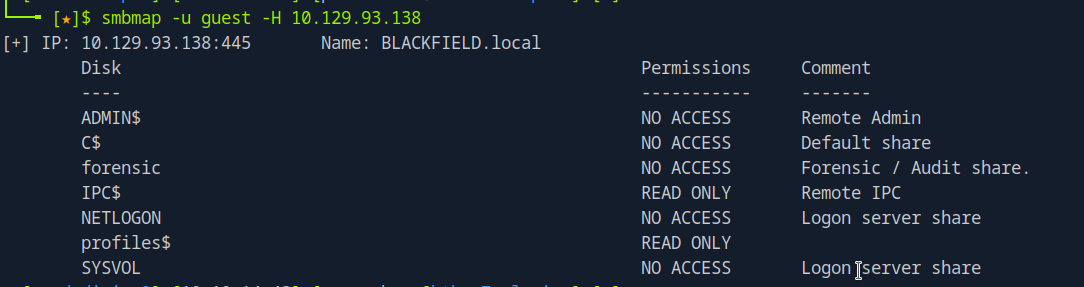 [★]$ smbmap -u guest -H 10.129.93.138
[+] IP: 10.129.93.138:445 Name: BLACKFIELD.local
Disk Permissions Comment
---- ----------- -------
ADMIN$ NO ACCESS Remote Admin
C$ NO ACCESS Default share
forensic NO ACCESS Forensic / Audit share.
IPC$ READ ONLY Remote IPC
NETLOGON NO ACCESS Logon server share
profiles$ READ ONLY
SYSVOL NO ACCESS Logon server share